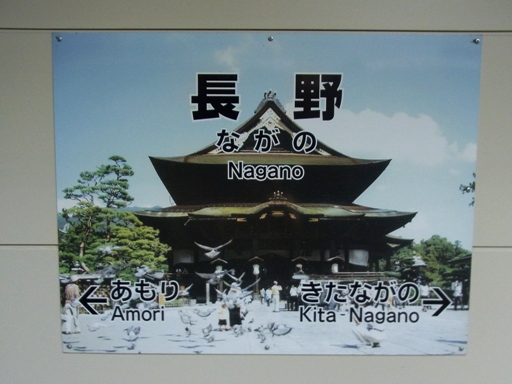 長野
ながの
Nagano
あもり
Amori
きたながの
Kita-Nagano